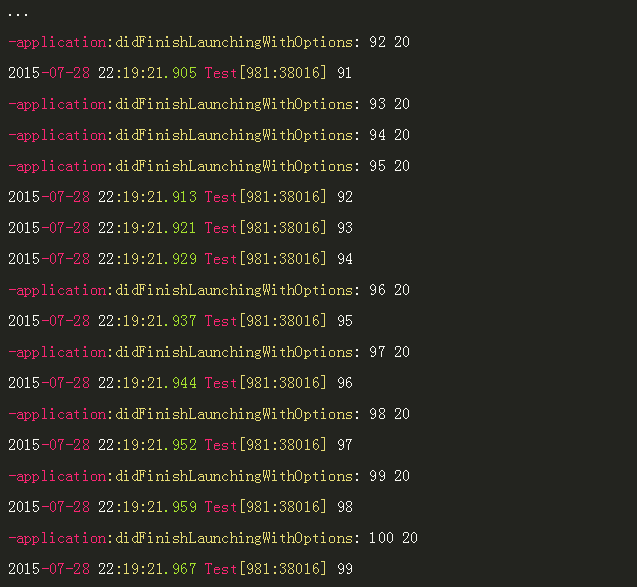 ...
-application:didFinishLaunchingWithOptions: 92 20
2015-07-28 22:19:21.905 Test[981:38016] 91
-application:didFinishLaunchingWithOptions: 93 20
-application:didFinishLaunchingWithOptions: 94 20
-application:didFinishLaunchingWithOptions: 95 20
2015-07-28 22:19:21.913 Test[981:38016] 92
2015-07-28 22:19:21.921 Test[981:38016] 93
2015-07-28 22:19:21.929 Test[981:38016] 94
-application:didFinishLaunchingWithOptions: 96 20
2015-07-28 22:19:21.937 Test[981:38016] 95
-application:didFinishLaunchingWithOptions: 97 20
2015-07-28 22:19:21.944 Test[981:38016] 96
-application:didFinishLaunchingWithOptions: 98 20
2015-07-28 22:19:21.952 Test[981:38016] 97
-application:didFinishLaunchingWithOptions: 99 20
2015-07-28 22:19:21.959 Test[981:38016] 98
-application:didFinishLaunchingWithOptions: 100 20
2015-07-28 22:19:21.967 Test[981:38016] 99